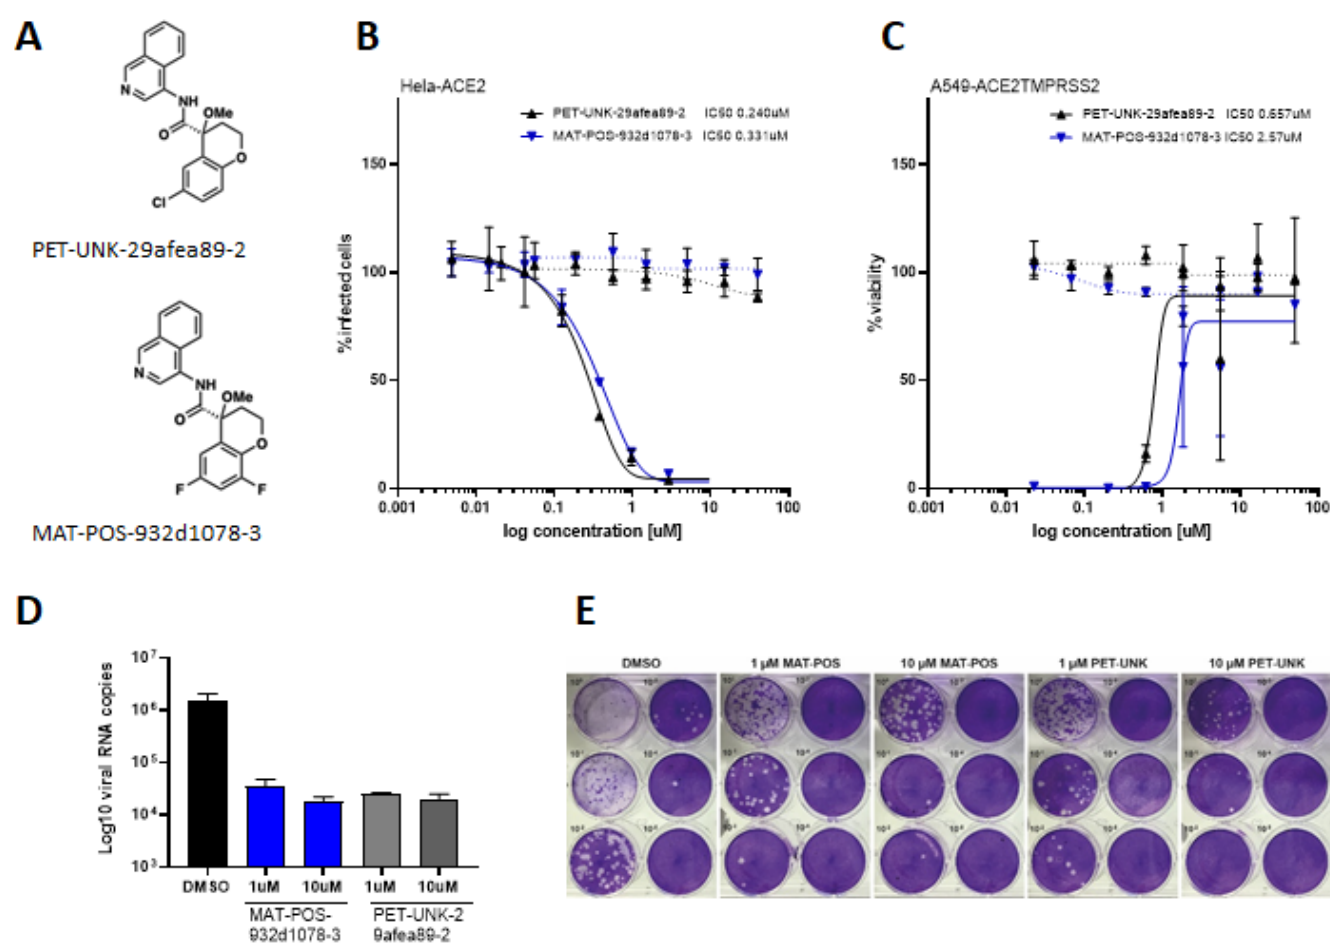 A
N
NH
OMe
O
O
Cl
PET-UNK-29afea89-2
N
NH
OMe
O
O
F
F
MAT-POS-932d1078-3
B
Hela-ACE2
PET-UNK-29afea89-2 IC50 0.240uM
MAT-POS-932d1078-3 IC50 0.331uM
% infected cells
150
100
50
0
0.001 0.01 0.1 1 10 100
log concentration [uM]
C
A549-ACE2TMPRSS2
PET-UNK-29afea89-2 IC50 0.657uM
MAT-POS-932d1078-3 IC50 2.57uM
% viability
150
100
50
0
0.001 0.01 0.1 1 10 100
log concentration [uM]
D
Log10 viral RNA copies
10⁷
10⁶
10⁵
10⁴
10³
DMSO 1uM 10uM 1uM 10uM
MAT-POS-
932d1078-3
PET-UNK-2
9afea89-2
E
DMSO 1 µM MAT-POS 10 µM MAT-POS 1 µM PET-UNK 10 µM PET-UNK